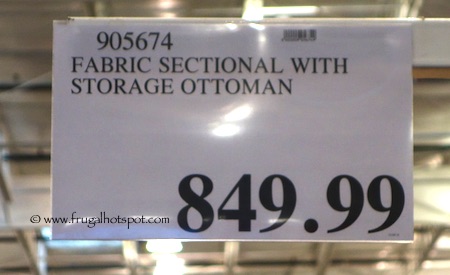 905674
FABRIC SECTIONAL WITH
STORAGE OTTOMAN
849.99
© www.frugalhotspot.com